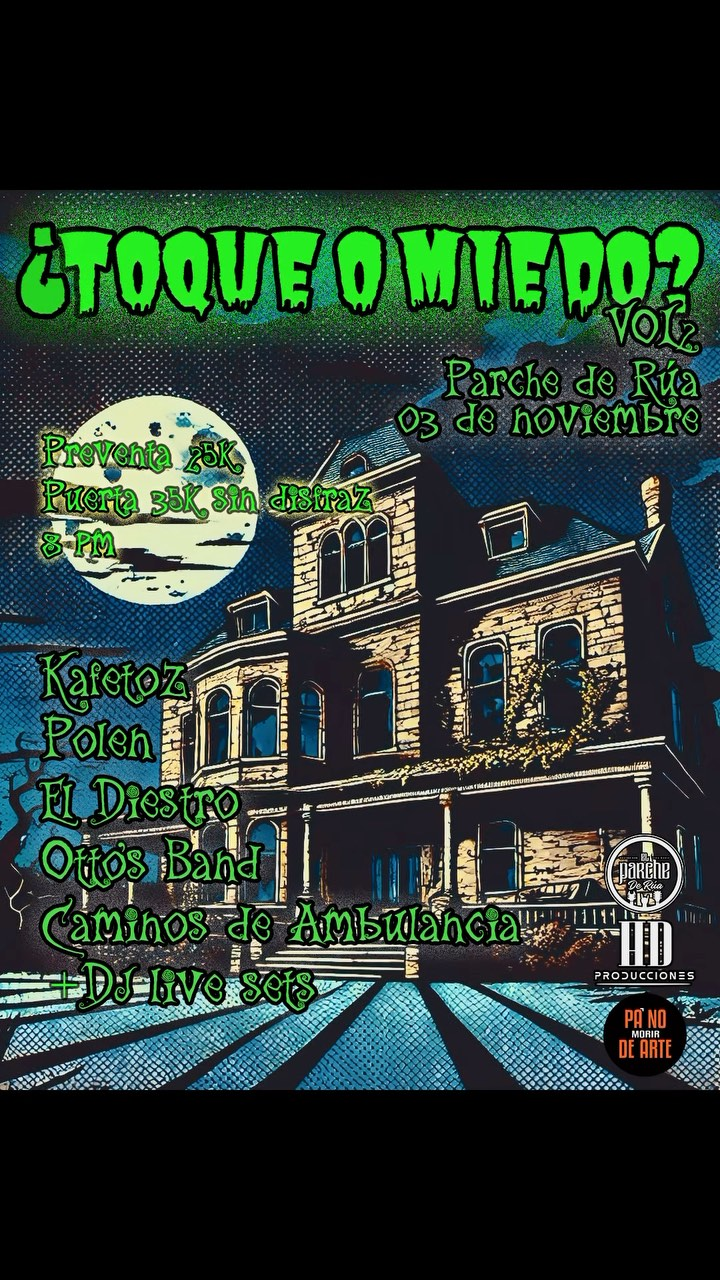 ¿TOQUE O MIEDO?
VOL2
Parche de Rúa
03 de noviembre
Preventa 25K
Puerta 35K sin disfraz
8 PM
Kafetoz
Polen
El Diestro
Otto's Band
Caminos de Ambulancia
+DJ live sets
El
PARCHE
De Rúa
HD
PRODUCCIONES
PA' NO
MORIR
DE ARTE